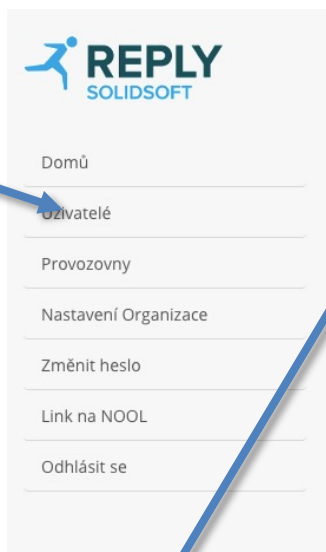 REPLY
SOLIDSOFT
Domů
Uživatelé
Provozovny
Nastavení Organizace
Změnit heslo
Link na NOOL
Odhlásit se